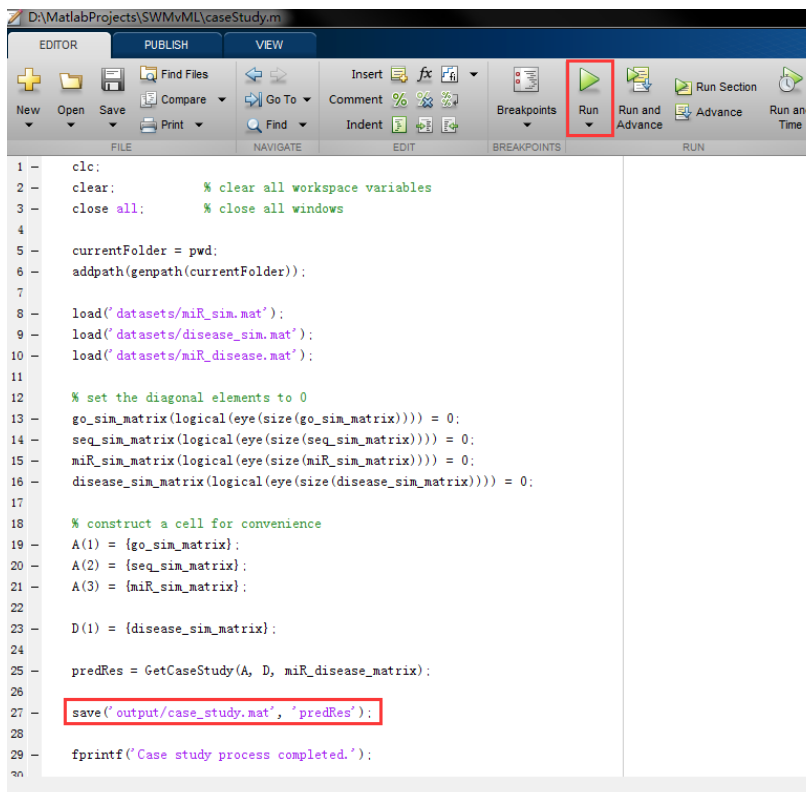 D:\MatlabProjects\SWMvML\caseStudy.m
EDITOR PUBLISH VIEW
Find Files Insert fx
New Open Save Compare Go To Comment % Breakpoints Run Run and Advance Run Section Advance Run and Time
Print Find Indent
FILE NAVIGATE EDIT BREAKPOINTS RUN
1 – clc;
2 – clear; % clear all workspace variables
3 – close all; % close all windows
4
5 – currentFolder = pwd;
6 – addpath(genpath(currentFolder));
7
8 – load('datasets/miR_sim.mat');
9 – load('datasets/disease_sim.mat');
10 – load('datasets/miR_disease.mat');
11
12 % set the diagonal elements to 0
13 – go_sim_matrix(logical(eye(size(go_sim_matrix)))) = 0;
14 – seq_sim_matrix(logical(eye(size(seq_sim_matrix)))) = 0;
15 – miR_sim_matrix(logical(eye(size(miR_sim_matrix)))) = 0;
16 – disease_sim_matrix(logical(eye(size(disease_sim_matrix)))) = 0;
17
18 % construct a cell for convenience
19 – A(1) = {go_sim_matrix};
20 – A(2) = {seq_sim_matrix};
21 – A(3) = {miR_sim_matrix};
22
23 – D(1) = {disease_sim_matrix};
24
25 – predRes = GetCaseStudy(A, D, miR_disease_matrix);
26
27 – save('output/case_study.mat', 'predRes');
28
29 – fprintf('Case study process completed.');
30